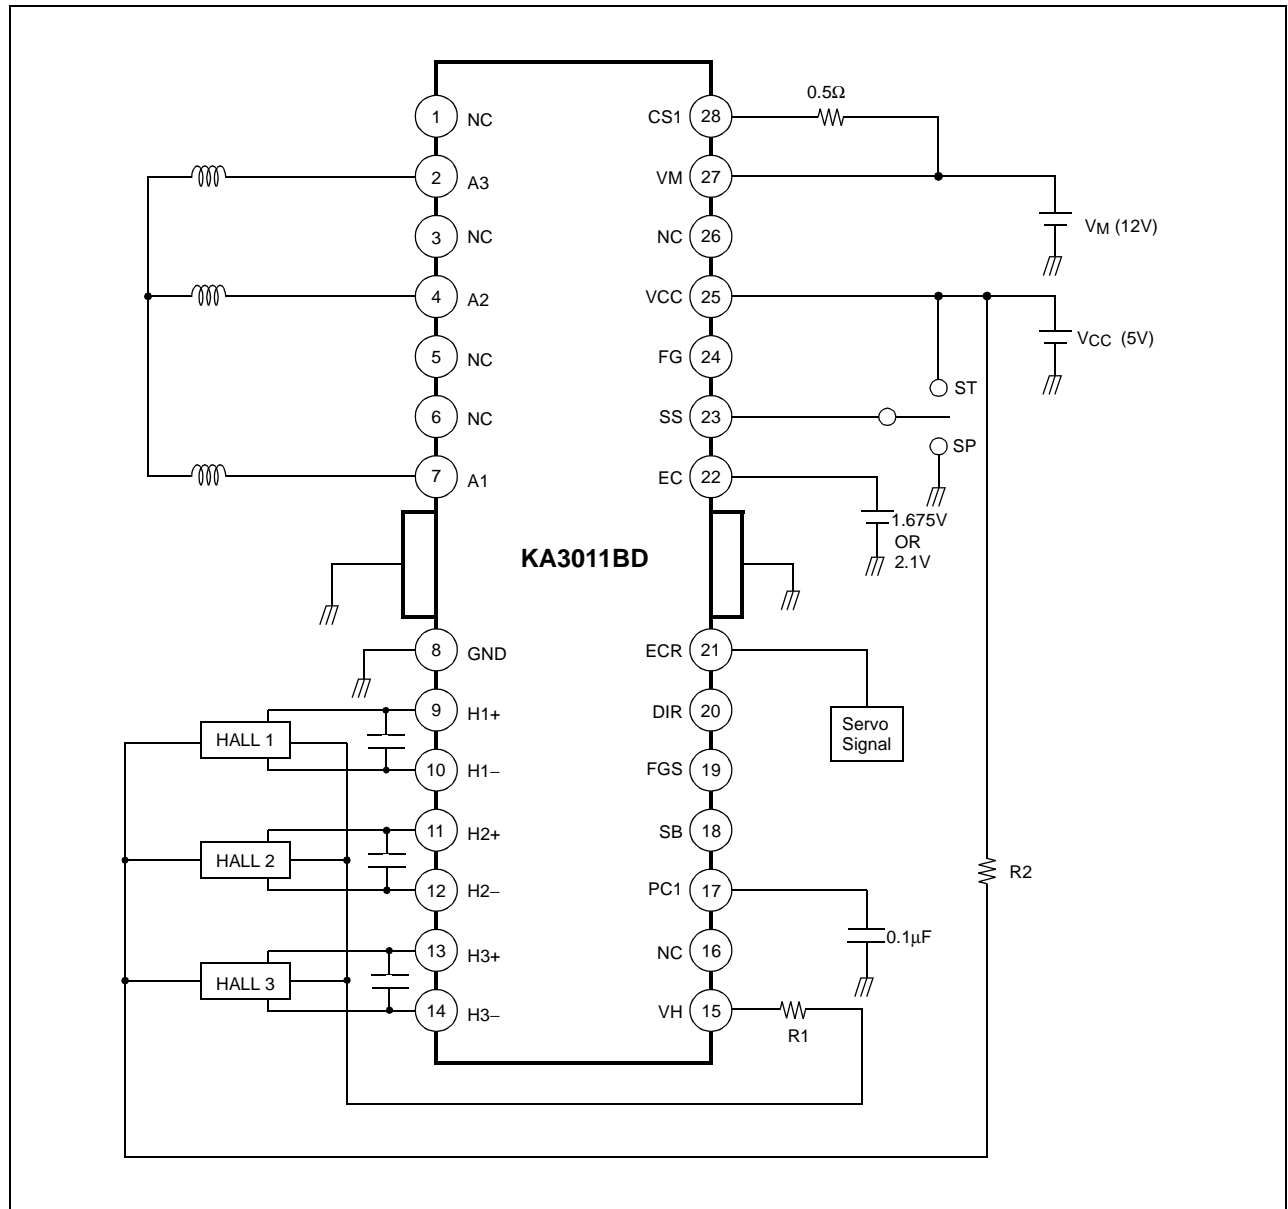 0.5Ω
1 NC
CS1 28
2 A3
VM 27
3 NC
NC 26
VM (12V)
4 A2
VCC 25
VCC (5V)
5 NC
FG 24
ST
6 NC
SS 23
SP
7 A1
EC 22
1.675V
OR
2.1V
KA3011BD
8 GND
ECR 21
9 H1+
DIR 20
Servo
Signal
HALL 1
10 H1−
FGS 19
11 H2+
SB 18
HALL 2
R2
12 H2−
PC1 17
0.1µF
13 H3+
NC 16
HALL 3
14 H3−
VH 15
R1